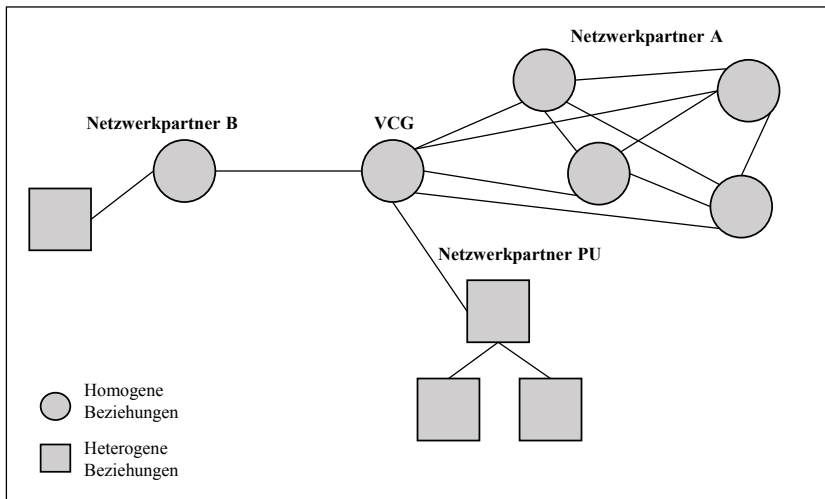 Netzwerkpartner A
Netzwerkpartner B
VCG
Netzwerkpartner PU
Homogene
Beziehungen
Heterogene
Beziehungen